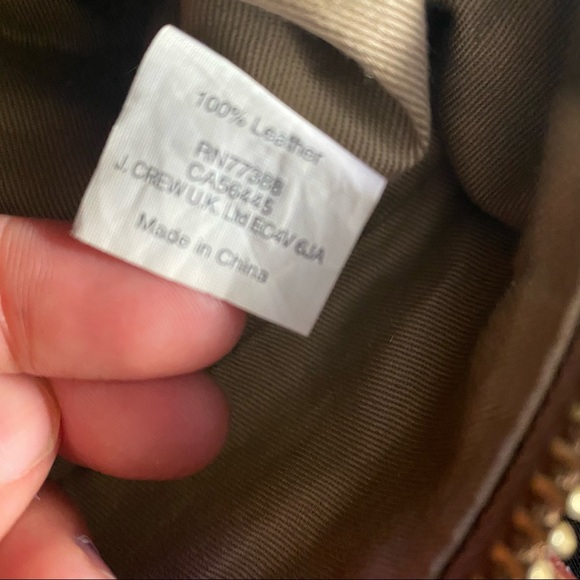 100% Leather
RN77388
CA56445
J. CREW U.K. Ltd EC4V 6JA
Made in China